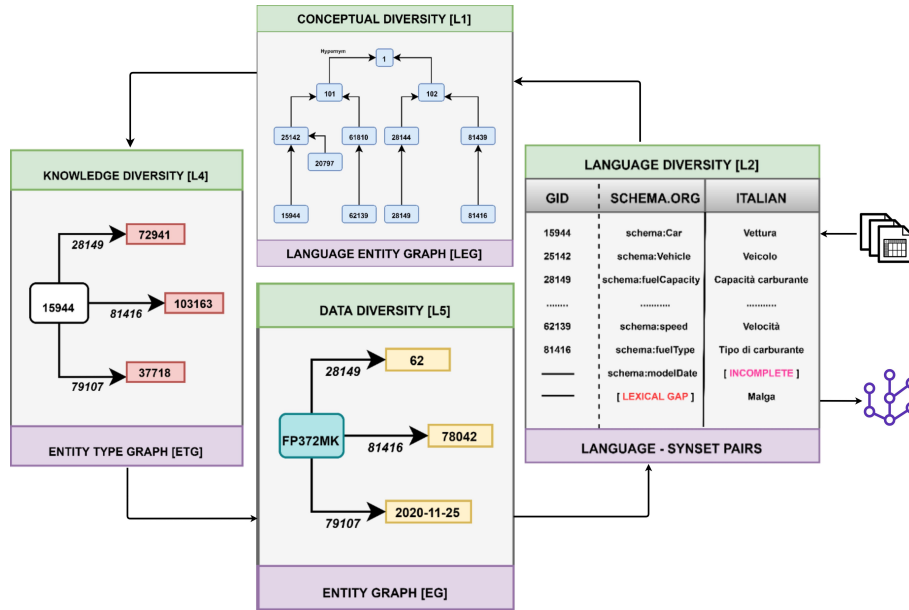 CONCEPTUAL DIVERSITY [L1]
Hyponym
1
101
102
25142
61810
28144
81439
20797
15944
62139
28149
81416
LANGUAGE ENTITY GRAPH [LEG]
KNOWLEDGE DIVERSITY [L4]
72941
28149
15944
103163
81416
37718
79107
ENTITY TYPE GRAPH [ETG]
DATA DIVERSITY [L5]
62
28149
FP372MK
78042
81416
2020-11-25
79107
ENTITY GRAPH [EG]
LANGUAGE DIVERSITY [L2]
GID SCHEMA.ORG ITALIAN
15944 schema:Car Vettura
25142 schema:Vehicle Veicolo
28149 schema:fuelCapacity Capacità carburante
........ ........... ...........
62139 schema:speed Velocità
81416 schema:fuelType Tipo di carburante
schema:modelDate [ INCOMPLETE ]
[ LEXICAL GAP ] Malga
LANGUAGE - SYNSET PAIRS